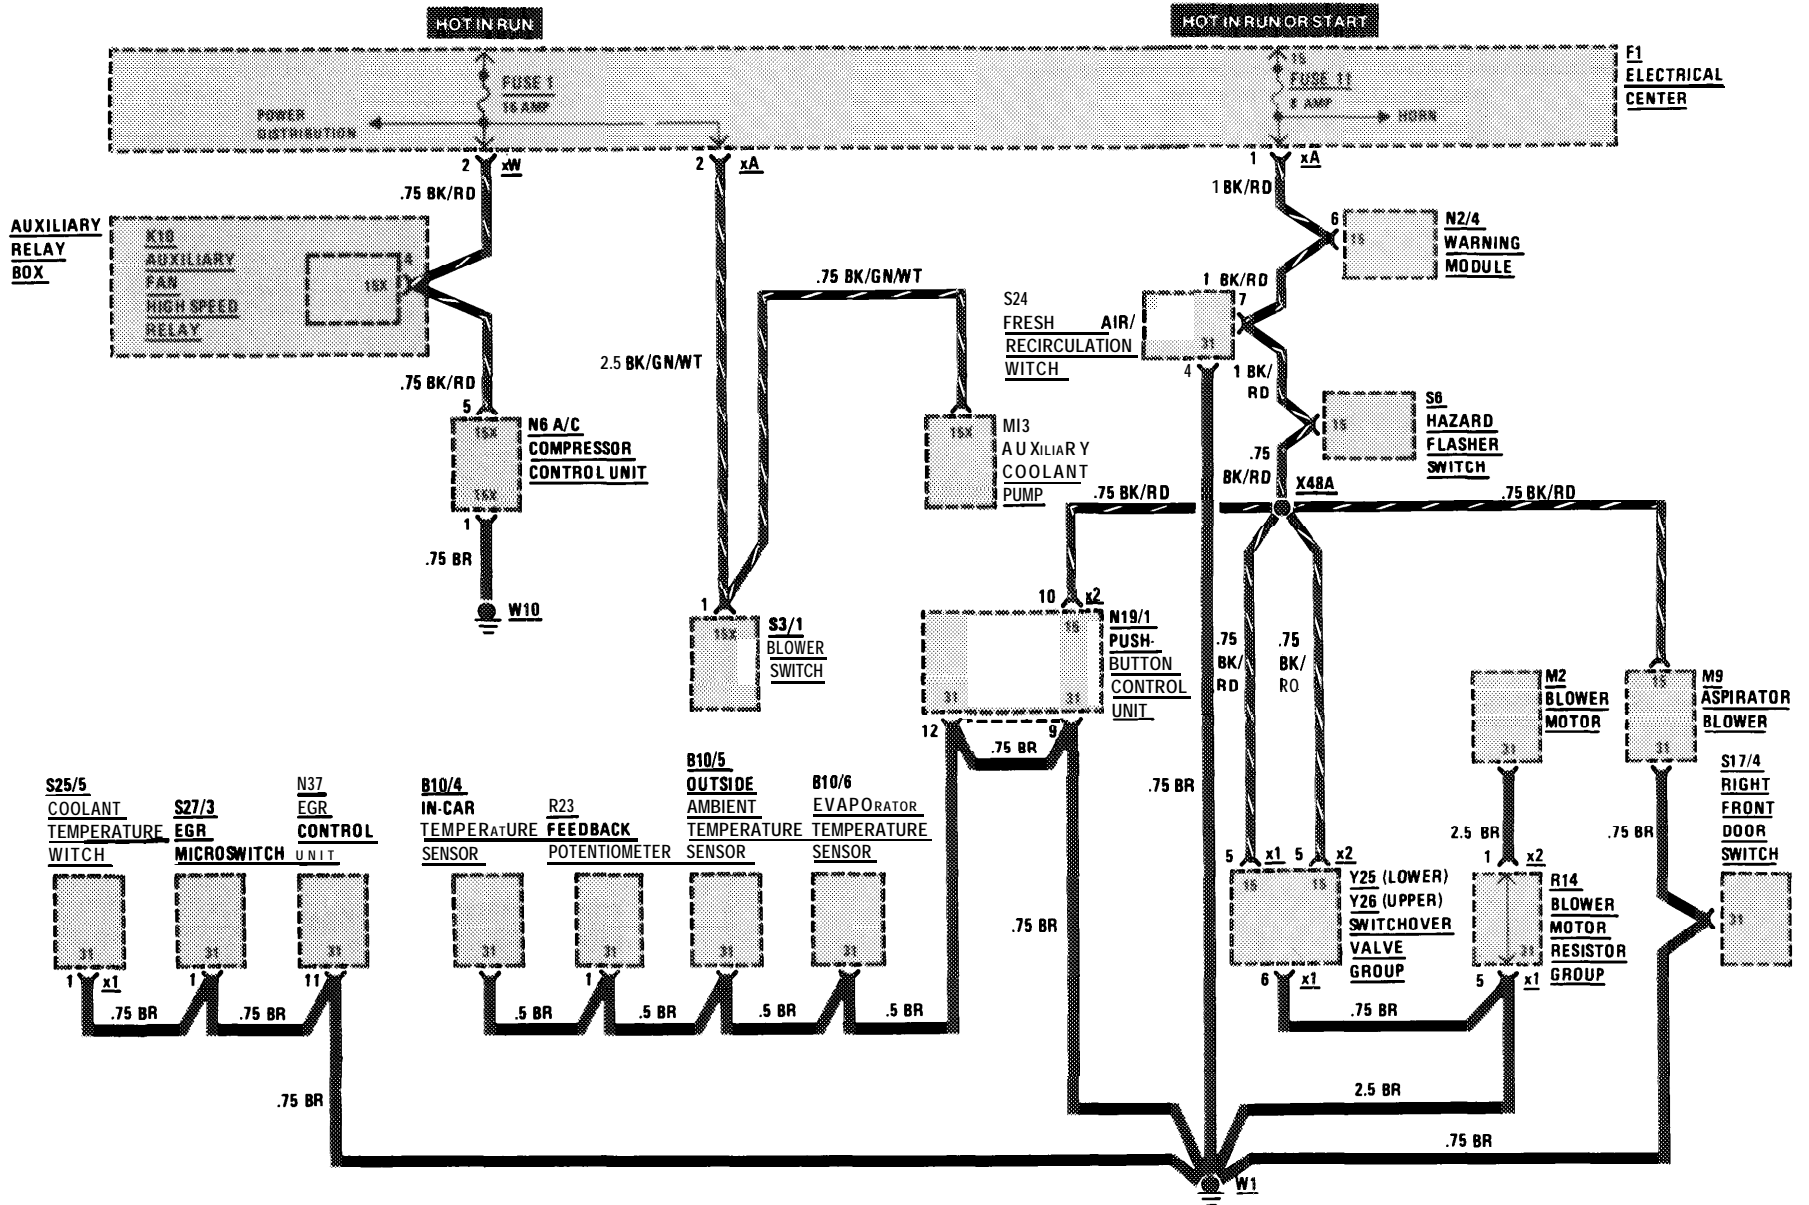 HOT IN RUN
HOT IN RUN OR START
F1
ELECTRICAL
CENTER
FUSE 1
16 AMP
POWER
DISTRIBUTION
15
FUSE 11
8 AMP
HORN
2 xW
2 xA
1 xA
.75 BK/RD
1 BK/RD
AUXILIARY
RELAY
BOX
K10
AUXILIARY
FAN
HIGH SPEED
RELAY
4
15X
6
15
N2/4
WARNING
MODULE
.75 BK/GN/WT
1 BK/RD
S24
FRESH AIR/
RECIRCULATION
WITCH
7
31
4
2.5 BK/GN/WT
.75 BK/RD
1 BK/
RD
5
15X
15X
1
N6 A/C
COMPRESSOR
CONTROL UNIT
.75 BR
W10
15X
MI3
AUXILIARY
COOLANT
PUMP
15
S6
HAZARD
FLASHER
SWITCH
.75
BK/RD
X48A
.75 BK/RD
.75 BK/RD
1
15X
S3/1
BLOWER
SWITCH
10 x2
15
31
31
N19/1
PUSH-
BUTTON
CONTROL
UNIT
12
9
.75 BR
.75
BK/
RD
.75
BK/
RO
M2
BLOWER
MOTOR
31
15
31
M9
ASPIRATOR
BLOWER
S17/4
RIGHT
FRONT
DOOR
SWITCH
31
.75 BR
2.5 BR
.75 BR
S25/5
COOLANT
TEMPERATURE
WITCH
S27/3
EGR
MICROSWITCH
N37
EGR
CONTROL
UNIT
B10/4
IN-CAR
TEMPERATURE
SENSOR
R23
FEEDBACK
POTENTIOMETER
B10/5
OUTSIDE
AMBIENT
TEMPERATURE
SENSOR
B10/6
EVAPORATOR
TEMPERATURE
SENSOR
31
31
31
31
31
31
31
1 x1
1
11
1
.75 BR
.75 BR
.5 BR
.5 BR
.5 BR
.5 BR
.75 BR
5 x1
5 x2
15
15
Y25 (LOWER)
Y26 (UPPER)
SWITCHOVER
VALVE
GROUP
6 x1
1 x2
R14
BLOWER
MOTOR
RESISTOR
GROUP
31
5 x1
.75 BR
.75 BR
2.5 BR
.75 BR
W1